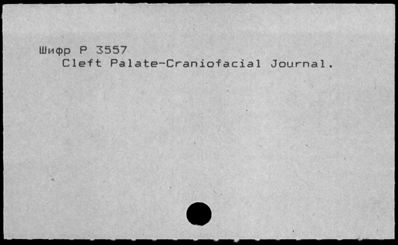 Шифр P 3557
Cleft Palate-Craniofacial Journal.